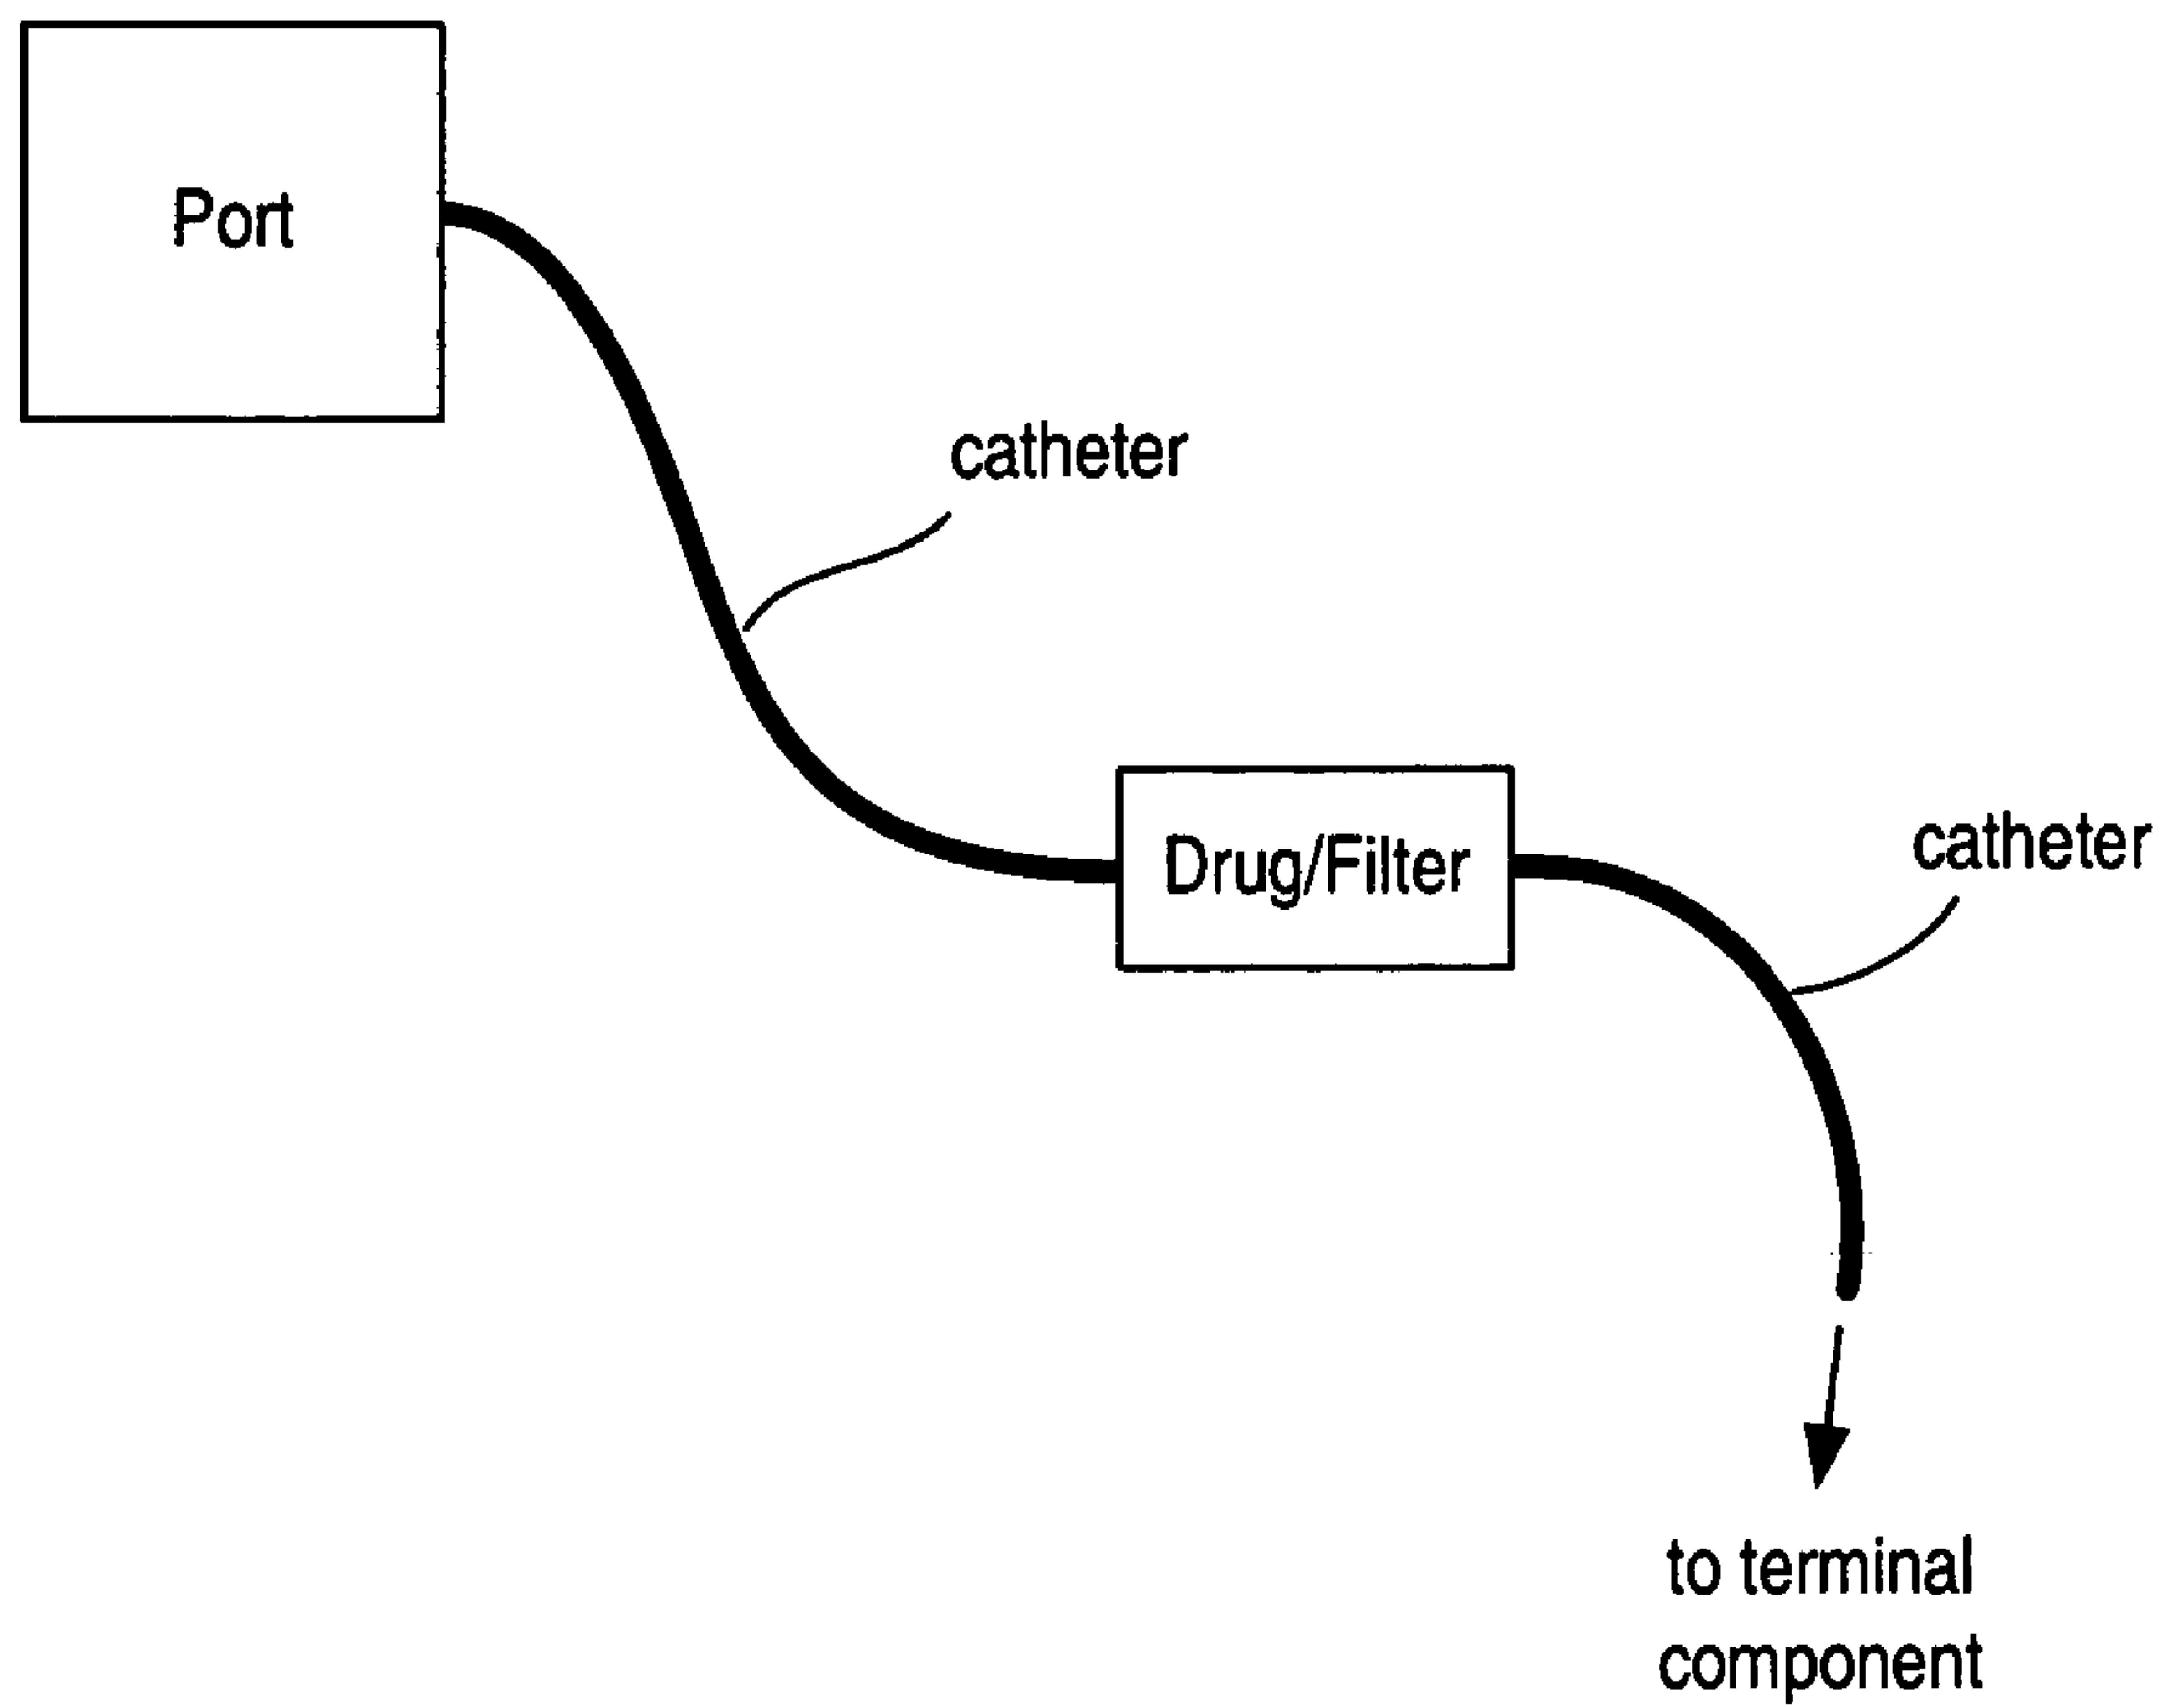 Port
catheter
Drug/Filter
catheter
to terminal
component